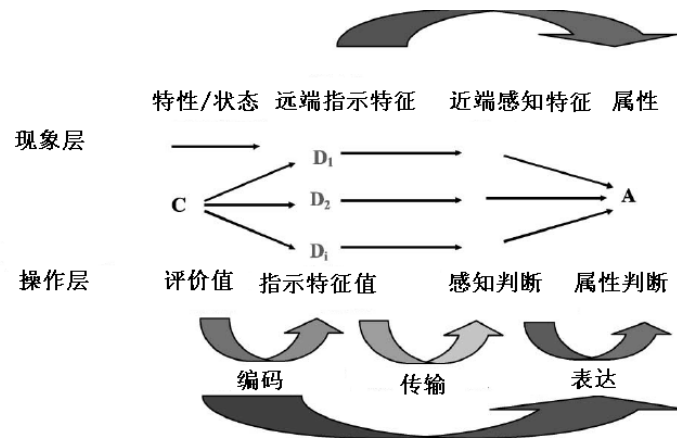 特性/状态 远端指示特征 近端感知特征 属性
现象层
D1
C D2 A
Di
操作层 评价值 指示特征值 感知判断 属性判断
编码 传输 表达